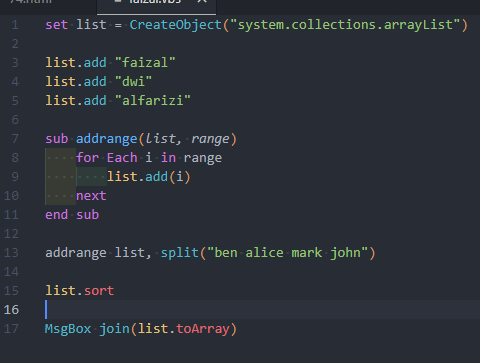 74.html faizal.vbs
1 set list = CreateObject("system.collections.arrayList")
2
3 list.add "faizal"
4 list.add "dwi"
5 list.add "alfarizi"
6
7 sub addrange(list, range)
8 for Each i in range
9 list.add(i)
10 next
11 end sub
12
13 addrange list, split("ben alice mark john")
14
15 list.sort
16
17 MsgBox join(list.toArray)